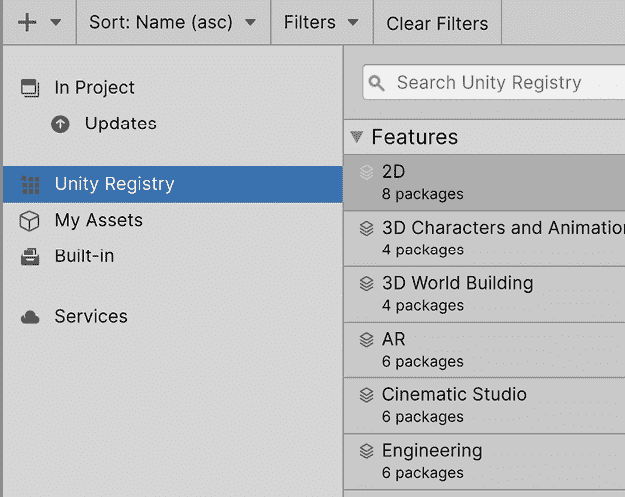 Sort: Name (asc) Filters Clear Filters
In Project
Updates
Unity Registry
My Assets
Built-in
Services
Search Unity Registry
Features
2D
8 packages
3D Characters and Animation
4 packages
3D World Building
4 packages
AR
6 packages
Cinematic Studio
6 packages
Engineering
6 packages